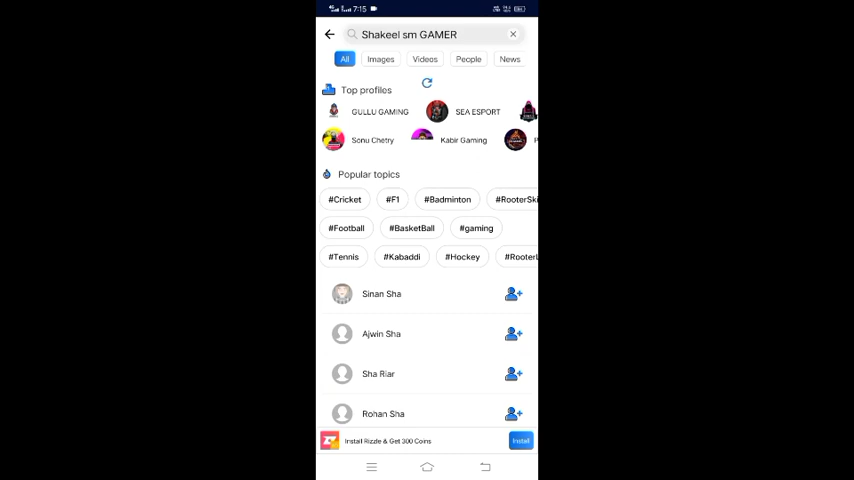 7:15
Shakeel sm GAMER
All Images Videos People News
Top profiles
GULLU GAMING SEA ESPORT
Sonu Chetry Kabir Gaming
Popular topics
#Cricket #F1 #Badminton #RooterSki
#Football #BasketBall #gaming
#Tennis #Kabaddi #Hockey
Sinan Sha
Ajwin Sha
Sha Riar
Rohan Sha
Install Rizzle & Get 300 Coins Install